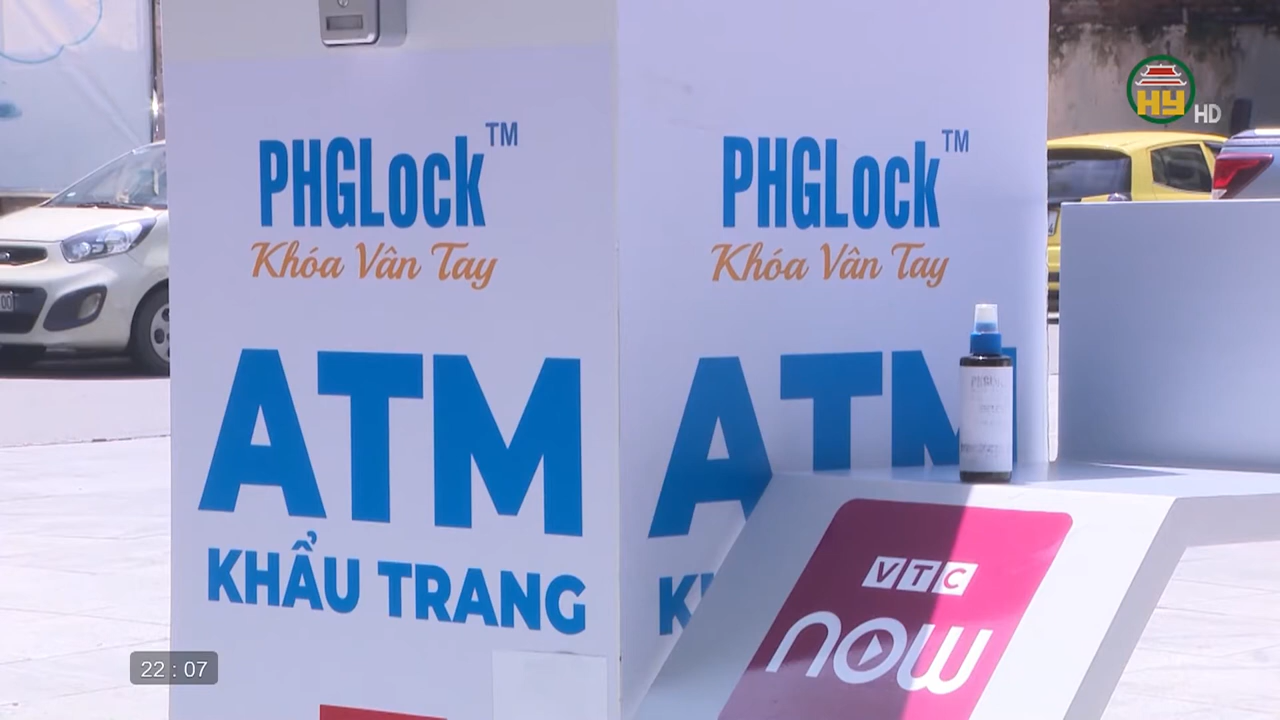 HY HD
PHGLock™
Khóa Vân Tay
ATM
KHẨU TRANG
PHGLock™
Khóa Vân Tay
ATM
VTC
now
22 : 07